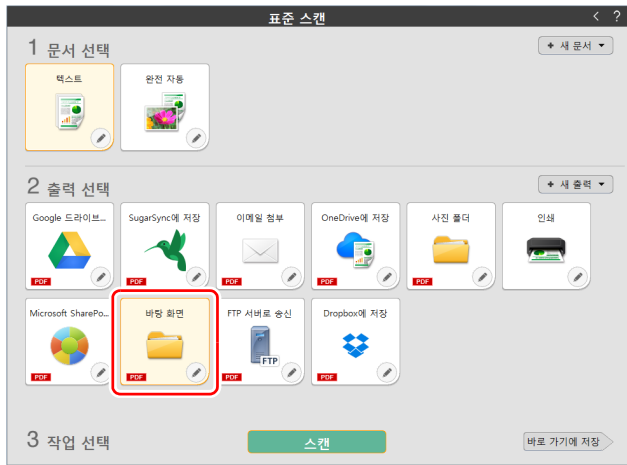 표준 스캔
< ?
1 문서 선택
+ 새 문서
텍스트
완전 자동
2 출력 선택
+ 새 출력
Google 드라이브...
SugarSync에 저장
이메일 첨부
OneDrive에 저장
사진 폴더
인쇄
PDF
PDF
PDF
PDF
PDF
Microsoft SharePo...
바탕 화면
FTP 서버로 송신
Dropbox에 저장
FTP
PDF
PDF
PDF
PDF
3 작업 선택
스캔
바로 가기에 저장